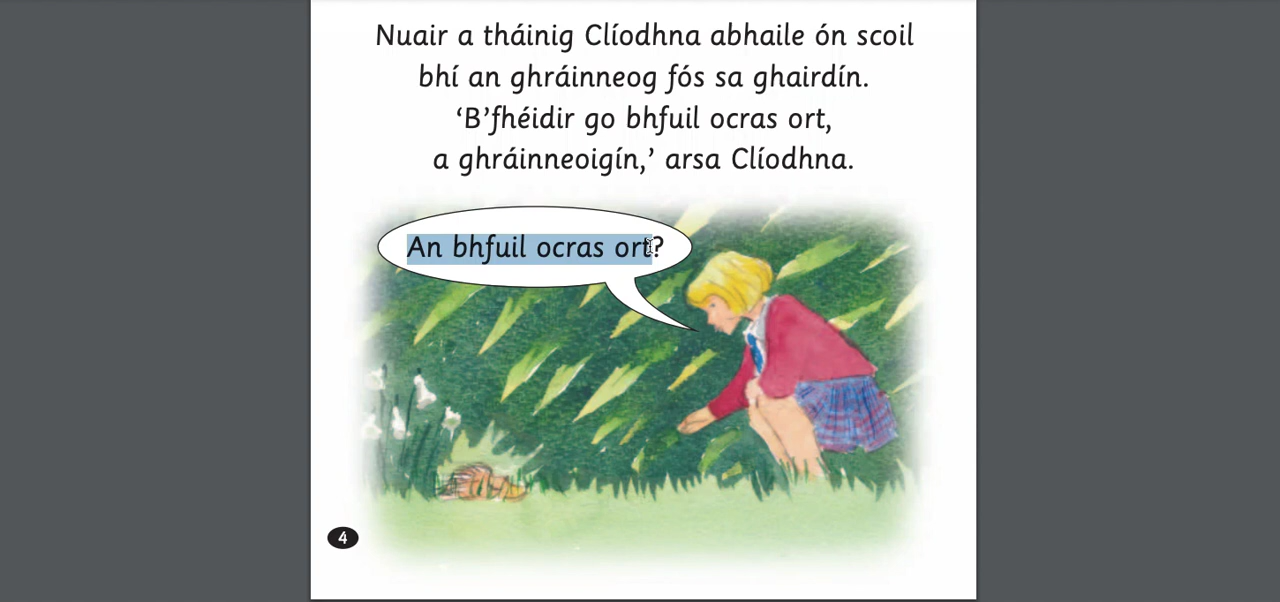 Nuair a tháinig Clíodhna abhaile ón scoil
bhí an ghráinneog fós sa ghairdín.
‘B’fhéidir go bhfuil ocras ort,
a ghráinneoigín,’ arsa Clíodhna.
An bhfuil ocras ort?
4